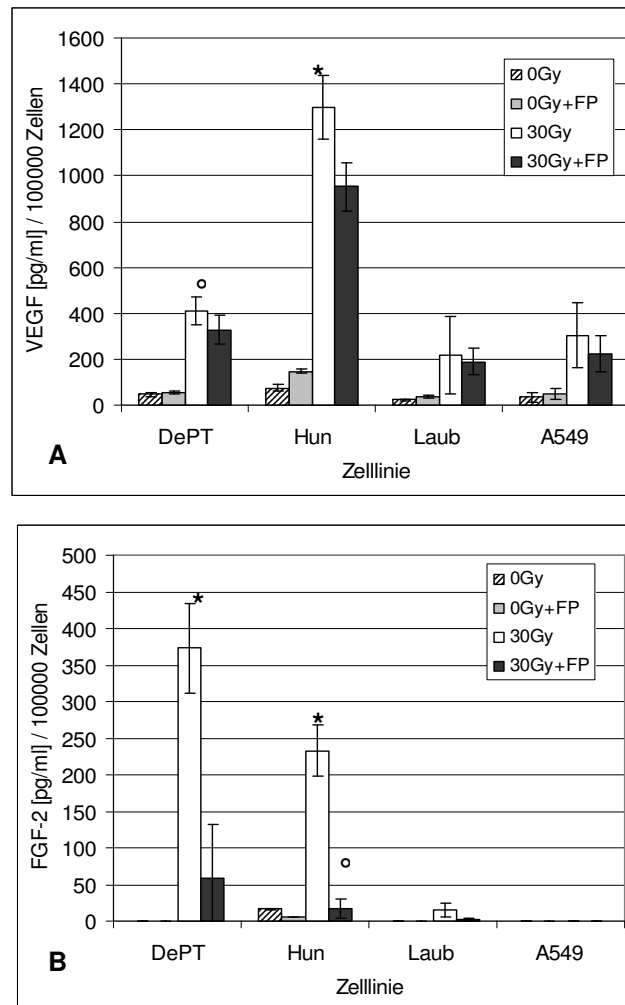 1600
1400
1200
1000
800
600
400
200
0
VEGF [pg/ml] / 100000 Zellen
*
0Gy
0Gy+FP
30Gy
30Gy+FP
DePT Hun Laub A549
A
Zelllinie
500
450
400
350
300
250
200
150
100
50
0
FGF-2 [pg/ml] / 100000 Zellen
*
*
0Gy
0Gy+FP
30Gy
30Gy+FP
DePT Hun Laub A549
B
Zelllinie